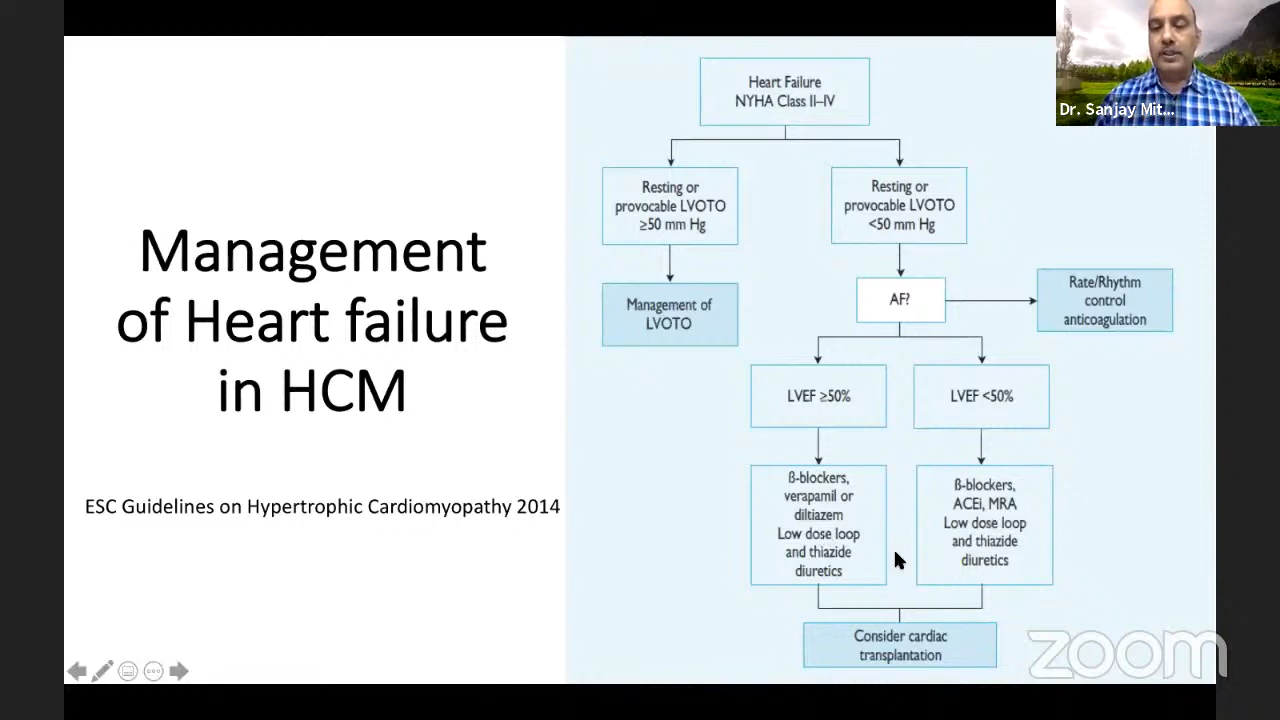 Dr. Sanjay Mit...
Management
of Heart failure
in HCM
ESC Guidelines on Hypertrophic Cardiomyopathy 2014
Heart Failure
NYHA Class II–IV
Resting or
provocable LVOTO
≥50 mm Hg
Resting or
provocable LVOTO
<50 mm Hg
Management of
LVOTO
AF?
Rate/Rhythm
control
anticoagulation
LVEF ≥50%
LVEF <50%
ß-blockers,
verapamil or
diltiazem
Low dose loop
and thiazide
diuretics
ß-blockers,
ACEi, MRA
Low dose loop
and thiazide
diuretics
Consider cardiac
transplantation
zoom